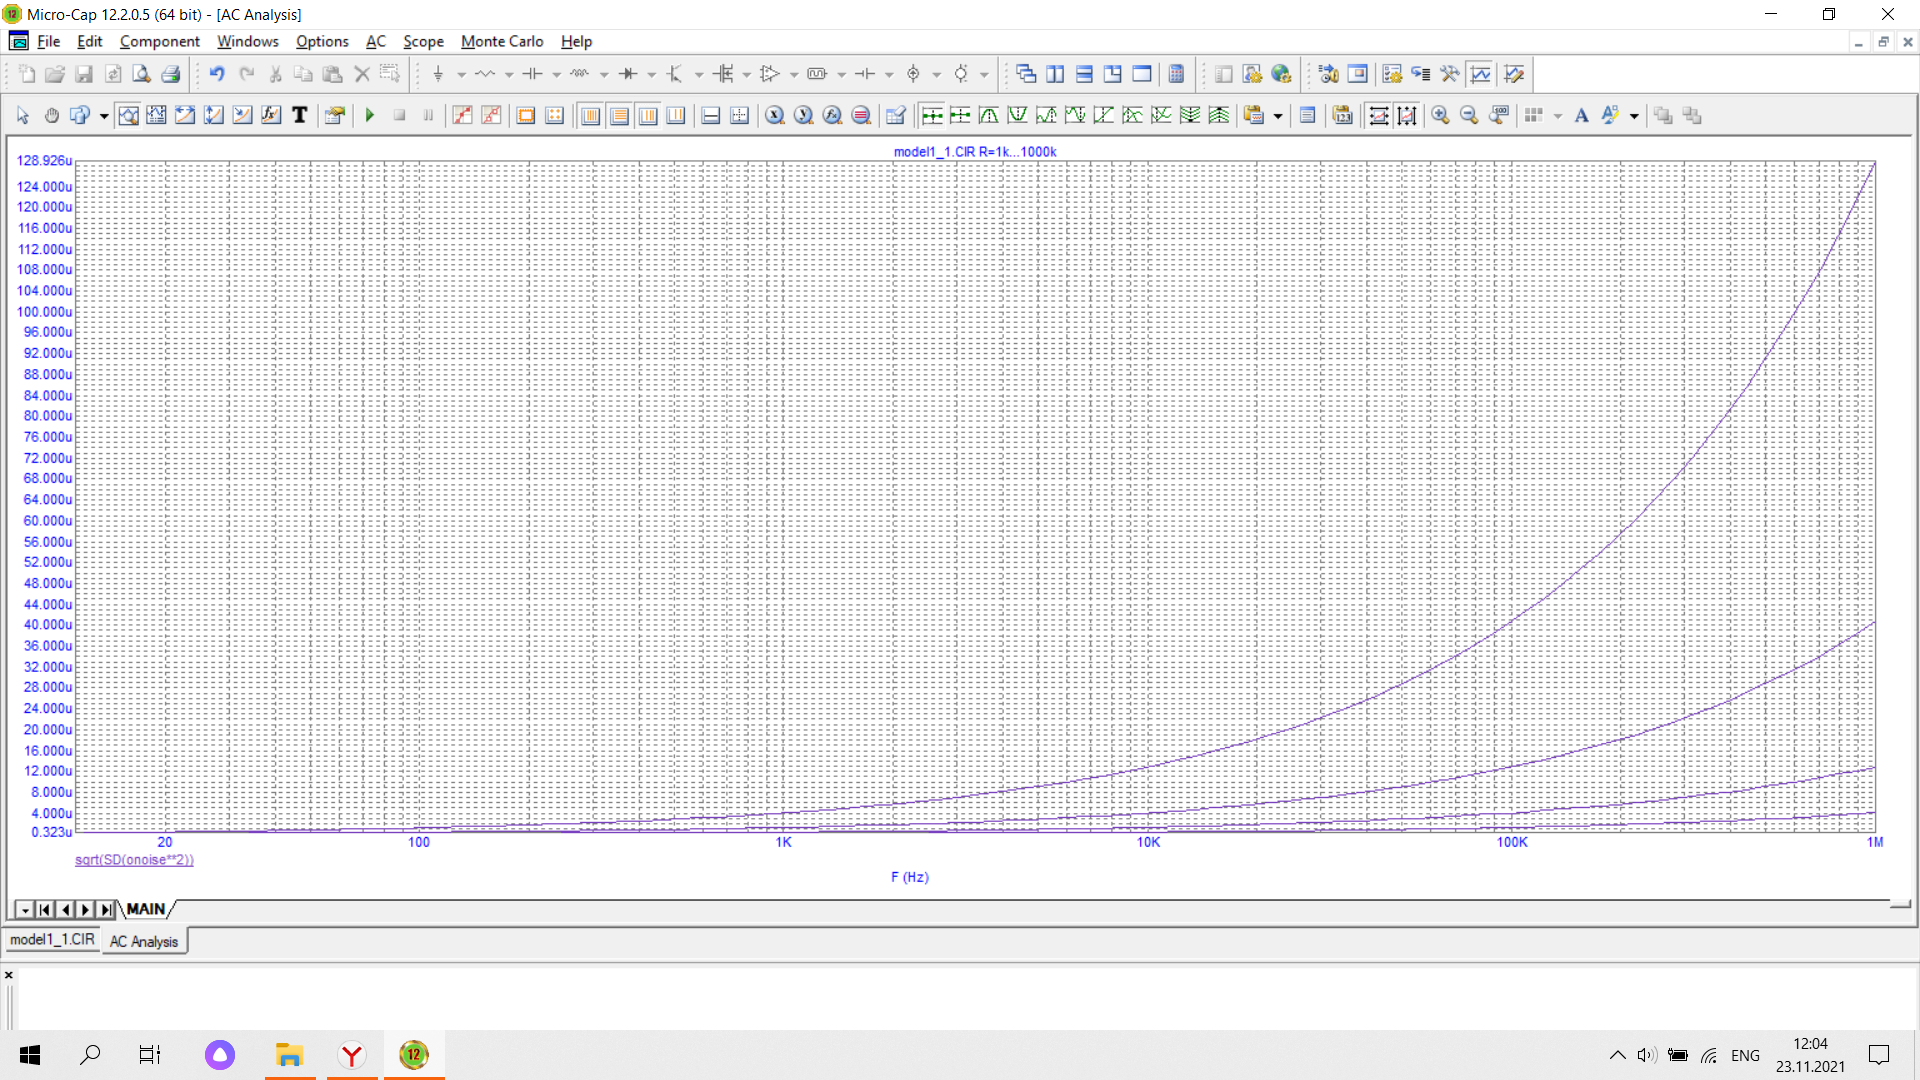 Micro-Cap 12.2.0.5 (64 bit) - [AC Analysis]
File Edit Component Windows Options AC Scope Monte Carlo Help
model1_1.CIR R=1k...1000k
128.926u
124.000u
120.000u
116.000u
112.000u
108.000u
104.000u
100.000u
96.000u
92.000u
88.000u
84.000u
80.000u
76.000u
72.000u
68.000u
64.000u
60.000u
56.000u
52.000u
48.000u
44.000u
40.000u
36.000u
32.000u
28.000u
24.000u
20.000u
16.000u
12.000u
8.000u
4.000u
0.323u
20 100 1K 10K 100K 1M
sqrt(SD(onoise**2))
F (Hz)
MAIN
model1_1.CIR AC Analysis
12
ENG
12:04
23.11.2021